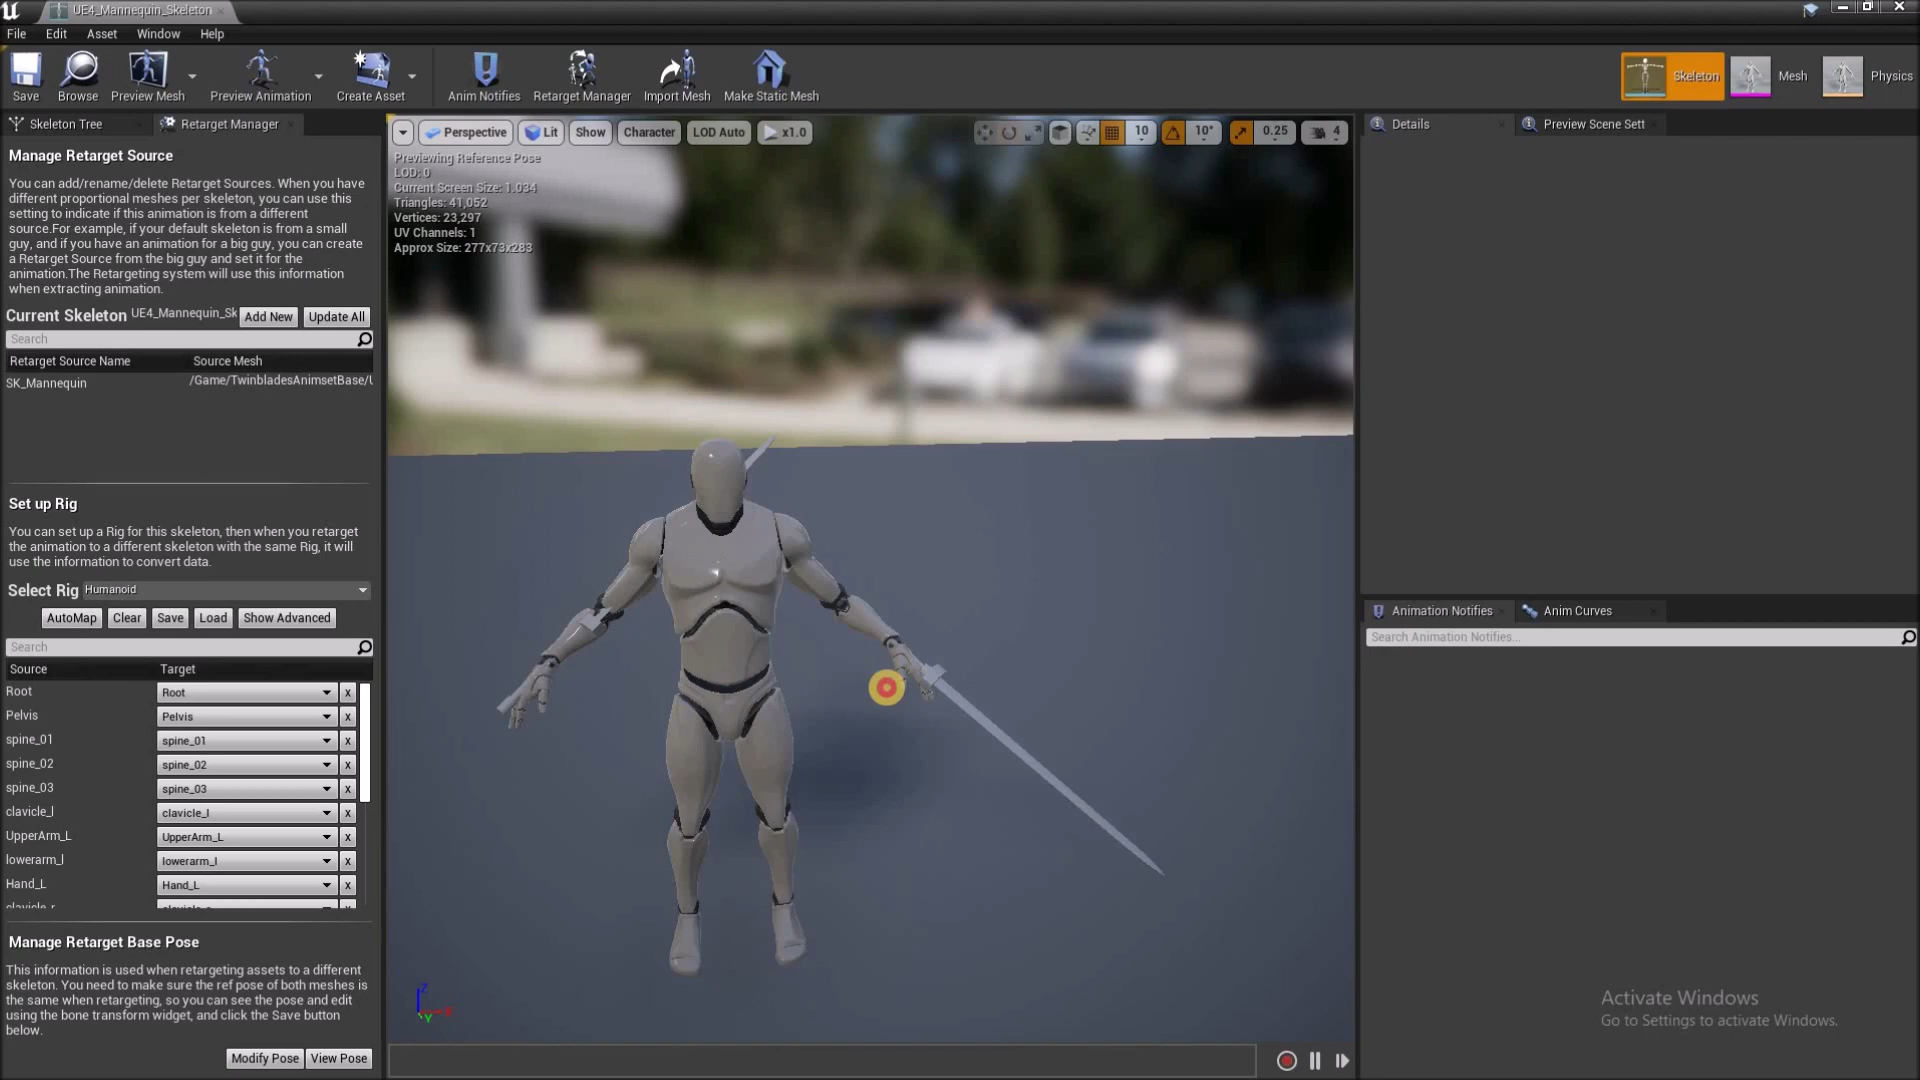 UE4_Mannequin_Skeleton
File Edit Asset Window Help
Save Browse Preview Mesh Preview Animation Create Asset Anim Notifies Retarget Manager Import Mesh Make Static Mesh Skeleton Mesh Physics
Skeleton Tree Retarget Manager
Manage Retarget Source
You can add/rename/delete Retarget Sources. When you have
different proportional meshes per skeleton, you can use this
setting to indicate if this animation is from a different
source.For example, if your default skeleton is from a small
guy, and if you have an animation for a big guy, you can create
a Retarget Source from the big guy and set it for the
animation.The Retargeting system will use this information
when extracting animation.
Current Skeleton UE4_Mannequin_Sk Add New Update All
Search
Retarget Source Name Source Mesh
SK_Mannequin /Game/TwinbladesAnimsetBase/U
Set up Rig
You can set up a Rig for this skeleton, then when you retarget
the animation to a different skeleton with the same Rig, it will
use the information to convert data.
Select Rig Humanoid
AutoMap Clear Save Load Show Advanced
Search
Source Target
Root Root x
Pelvis Pelvis x
spine_01 spine_01 x
spine_02 spine_02 x
spine_03 spine_03 x
clavicle_l clavicle_l x
UpperArm_L UpperArm_L x
lowerarm_l lowerarm_l x
Hand_L Hand_L x
Manage Retarget Base Pose
This information is used when retargeting assets to a different
skeleton. You need to make sure the ref pose of both meshes is
the same when retargeting, so you can see the pose and edit
using the bone transform widget, and click the Save button
below.
Modify Pose View Pose
Perspective Lit Show Character LOD Auto x1.0 10 10° 0.25 4
Previewing Reference Pose
LOD: 0
Current Screen Size: 1.034
Triangles: 41,052
Vertices: 23,297
UV Channels: 1
Approx Size: 277x73x283
Z
X
Y
Details Preview Scene Sett
Animation Notifies Anim Curves
Search Animation Notifies...
Activate Windows
Go to Settings to activate Windows.